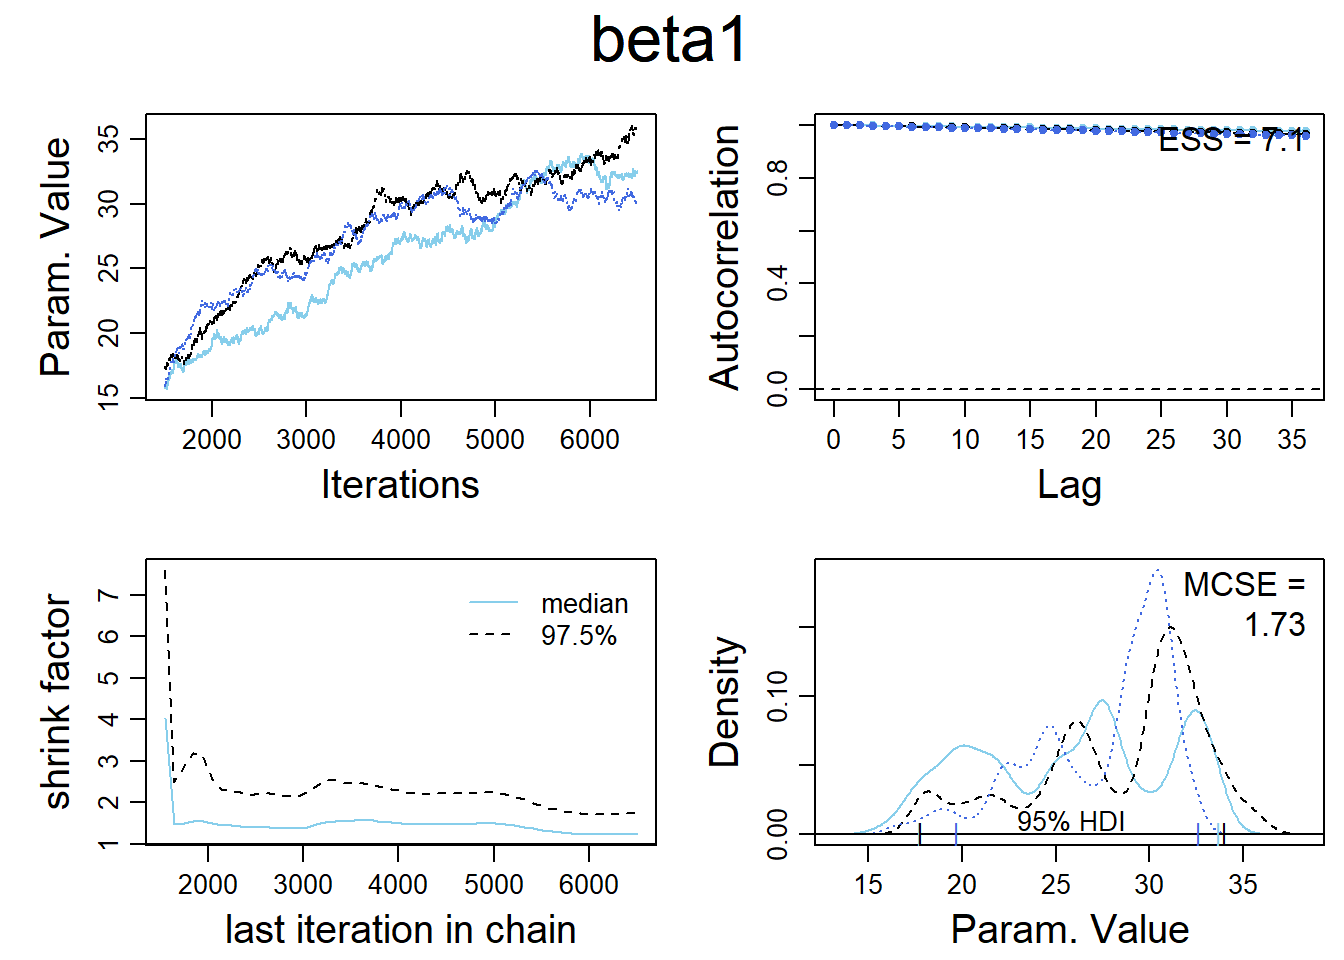 beta1
Param. Value
15 20 25 30 35
2000 3000 4000 5000 6000
Iterations
Autocorrelation
0.0 0.4 0.8
ESS = 7.1
0 5 10 15 20 25 30 35
Lag
shrink factor
1 2 3 4 5 6 7
median
97.5%
2000 3000 4000 5000 6000
last iteration in chain
Density
0.00 0.10
MCSE =
1.73
95% HDI
15 20 25 30 35
Param. Value